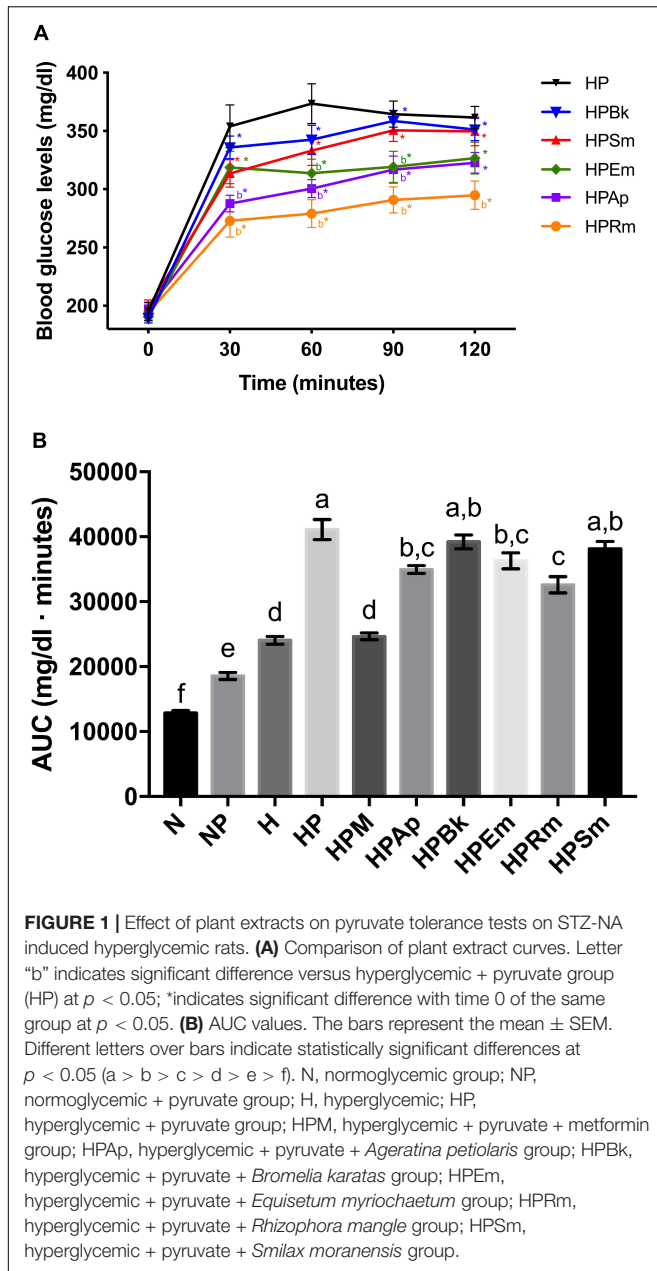 A
Blood glucose levels (mg/dl)
400
350
300
250
200
b* b* b* b*
* * * *
* b* b* *
b* b* b* *
* * * *
b* b* b* b*
0 30 60 90 120
Time (minutes)
HP
HPBk
HPSm
HPEm
HPAp
HPRm
B
AUC (mg/dl · minutes)
50000
40000
30000
20000
10000
0
f e d a d b,c a,b b,c c a,b
N NP H HP HPM HPAp HPBk HPEm HPRm HPSm
FIGURE 1 | Effect of plant extracts on pyruvate tolerance tests on STZ-NA
induced hyperglycemic rats. (A) Comparison of plant extract curves. Letter
“b” indicates significant difference versus hyperglycemic + pyruvate group
(HP) at p < 0.05; *indicates significant difference with time 0 of the same
group at p < 0.05. (B) AUC values. The bars represent the mean ± SEM.
Different letters over bars indicate statistically significant differences at
p < 0.05 (a > b > c > d > e > f). N, normoglycemic group; NP,
normoglycemic + pyruvate group; H, hyperglycemic; HP,
hyperglycemic + pyruvate group; HPM, hyperglycemic + pyruvate + metformin
group; HPAp, hyperglycemic + pyruvate + Ageratina petiolaris group; HPBk,
hyperglycemic + pyruvate + Bromelia karatas group; HPEm,
hyperglycemic + pyruvate + Equisetum myriochaetum group; HPRm,
hyperglycemic + pyruvate + Rhizophora mangle group; HPSm,
hyperglycemic + pyruvate + Smilax moranensis group.